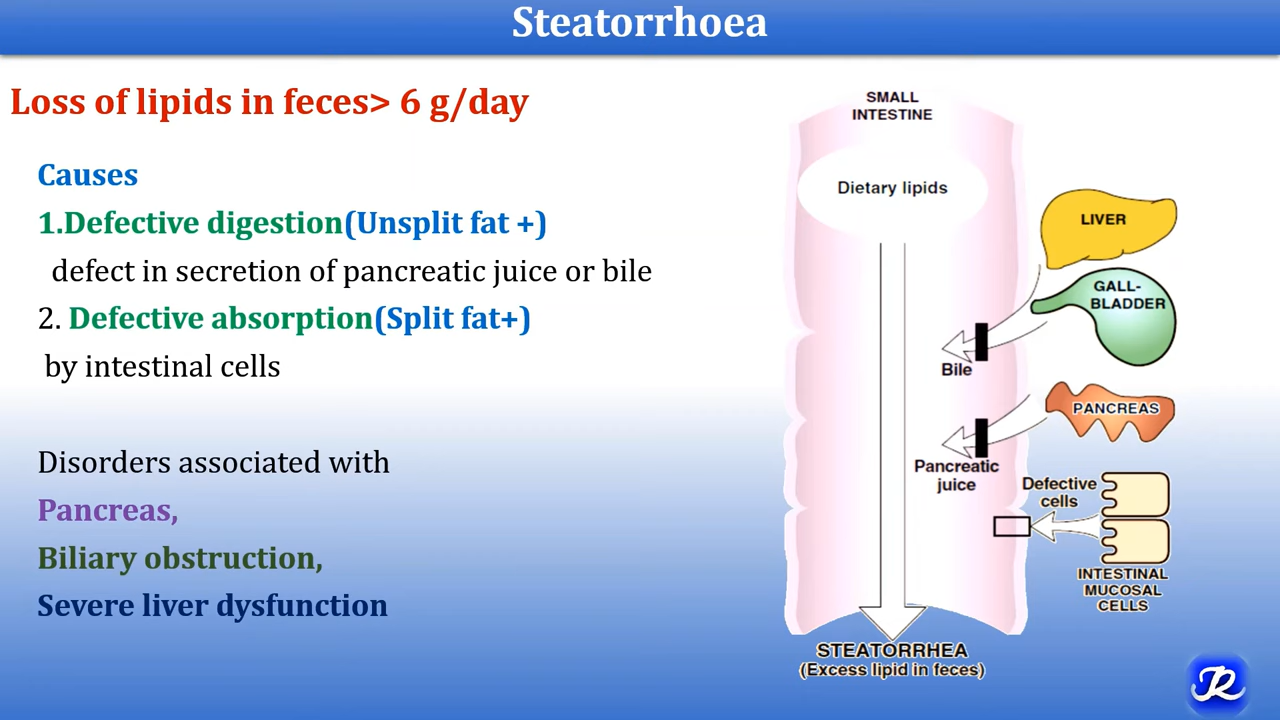 Steatorrhoea
Loss of lipids in feces> 6 g/day
Causes
1.Defective digestion(Unsplit fat +)
defect in secretion of pancreatic juice or bile
2. Defective absorption(Split fat+)
by intestinal cells
Disorders associated with
Pancreas,
Biliary obstruction,
Severe liver dysfunction
SMALL
INTESTINE
Dietary lipids
LIVER
GALL-
BLADDER
Bile
PANCREAS
Pancreatic
juice
Defective
cells
INTESTINAL
MUCOSAL
CELLS
STEATORRHEA
(Excess lipid in feces)
JR